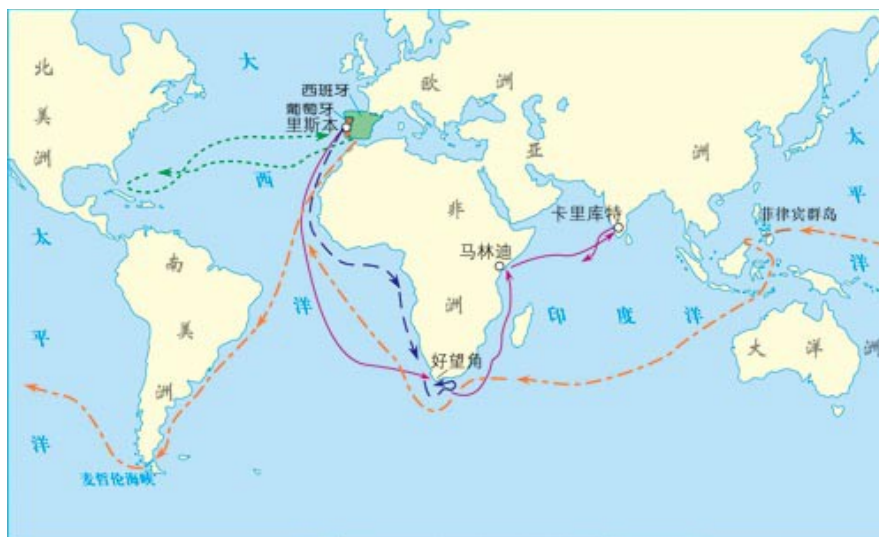 北美洲
大西洋
西班牙
葡萄牙
里斯本
欧洲
亚洲
太平洋
菲律宾群岛
卡里库特
马林迪
非洲
太平洋
南美洲
印度洋
大洋洲
好望角
麦哲伦海峡